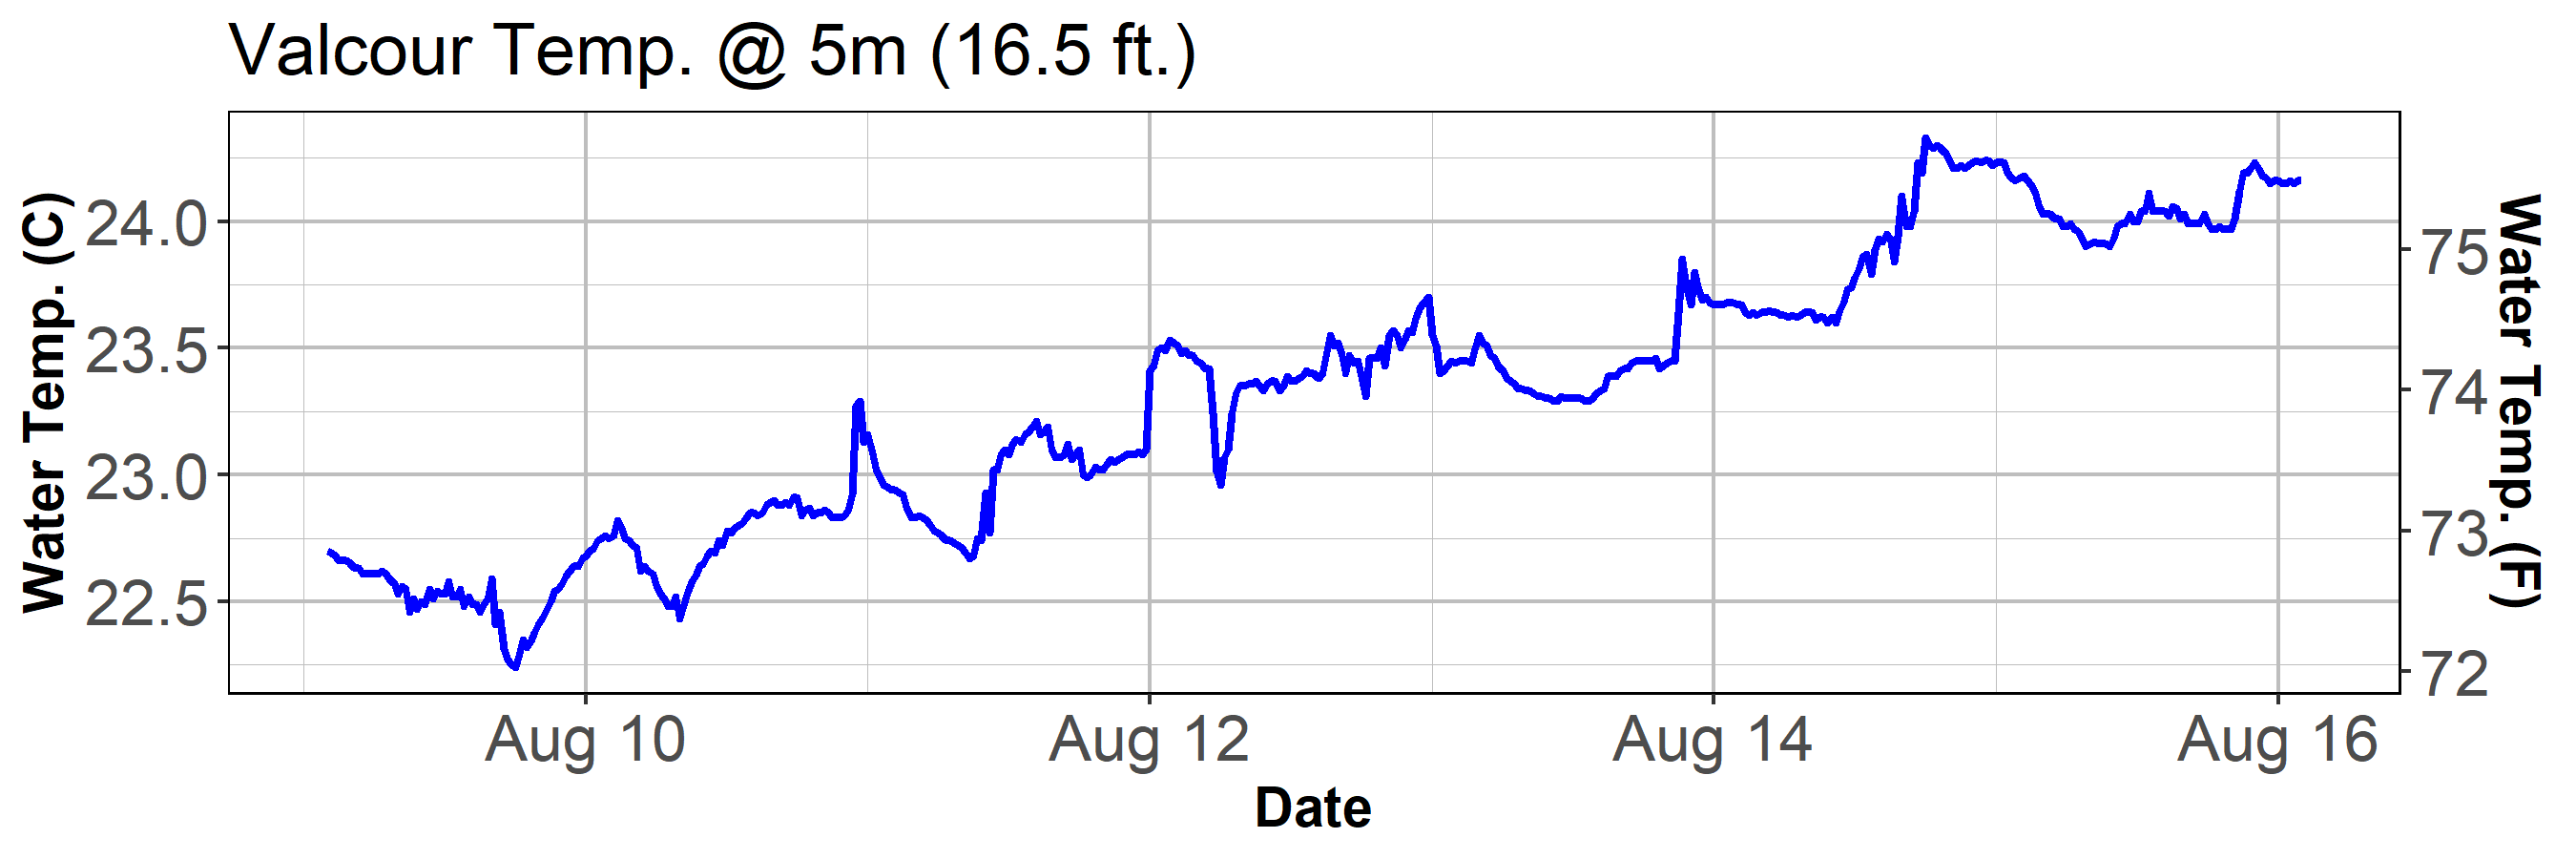 Valcour Temp. @ 5m (16.5 ft.)
Water Temp. (C)
24.0
23.5
23.0
22.5
75
74
73
72
Water Temp. (F)
Aug 10
Aug 12
Aug 14
Aug 16
Date